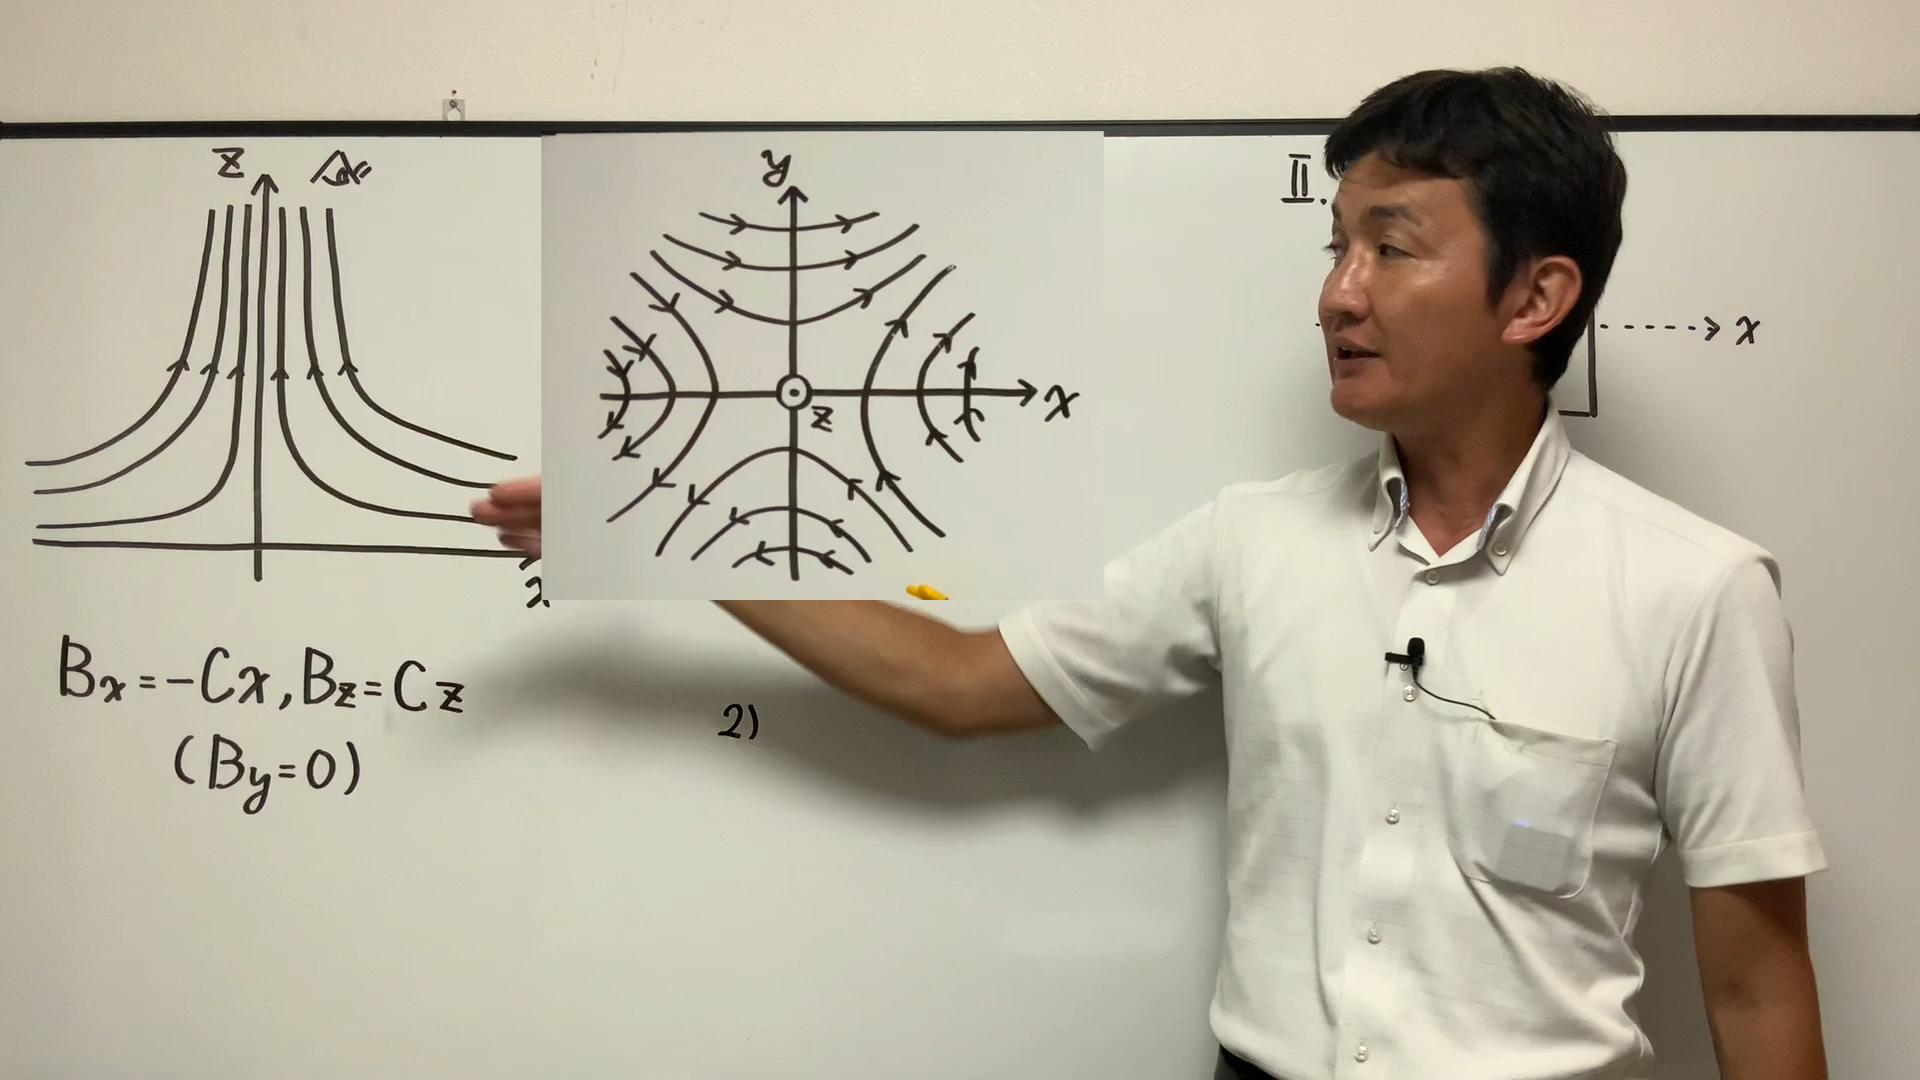 z
x
Bx=-Cx, Bz=Cz
(By=0)
y
x
z
2)
II.
x